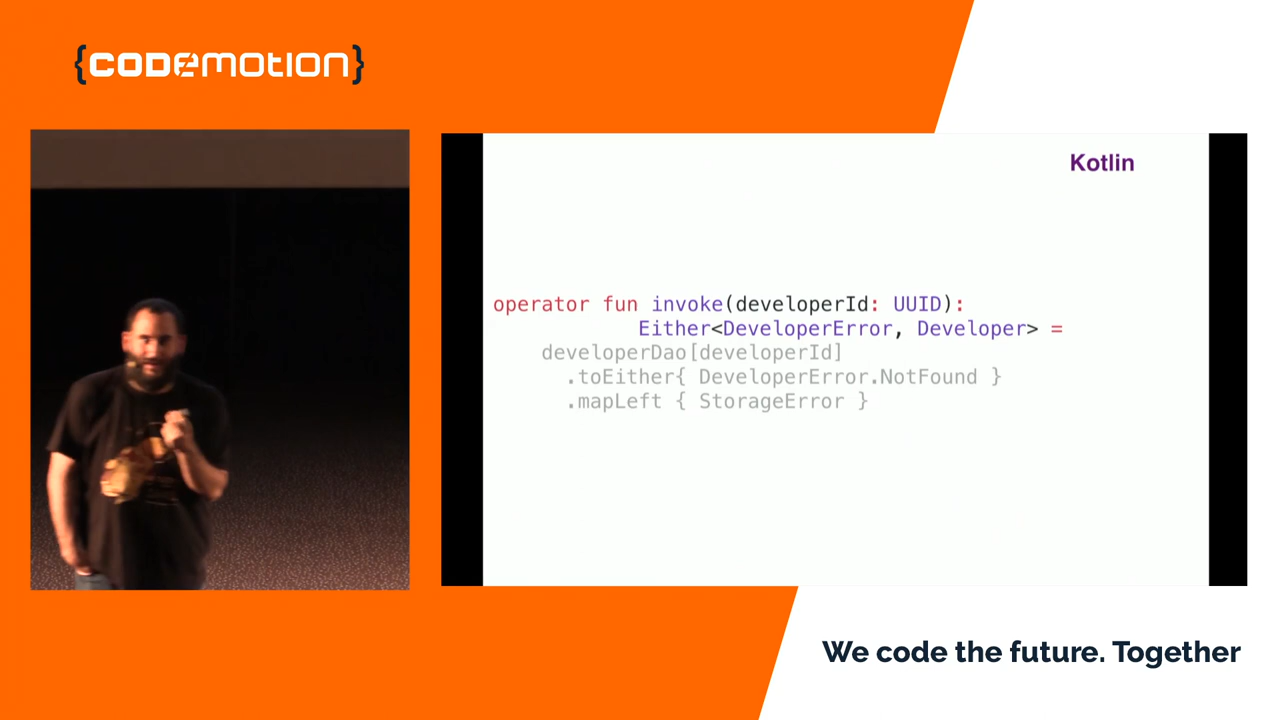 {CODEMOTION}
Kotlin
operator fun invoke(developerId: UUID):
Either<DeveloperError, Developer> =
developerDao[developerId]
.toEither{ DeveloperError.NotFound }
.mapLeft { StorageError }
We code the future. Together